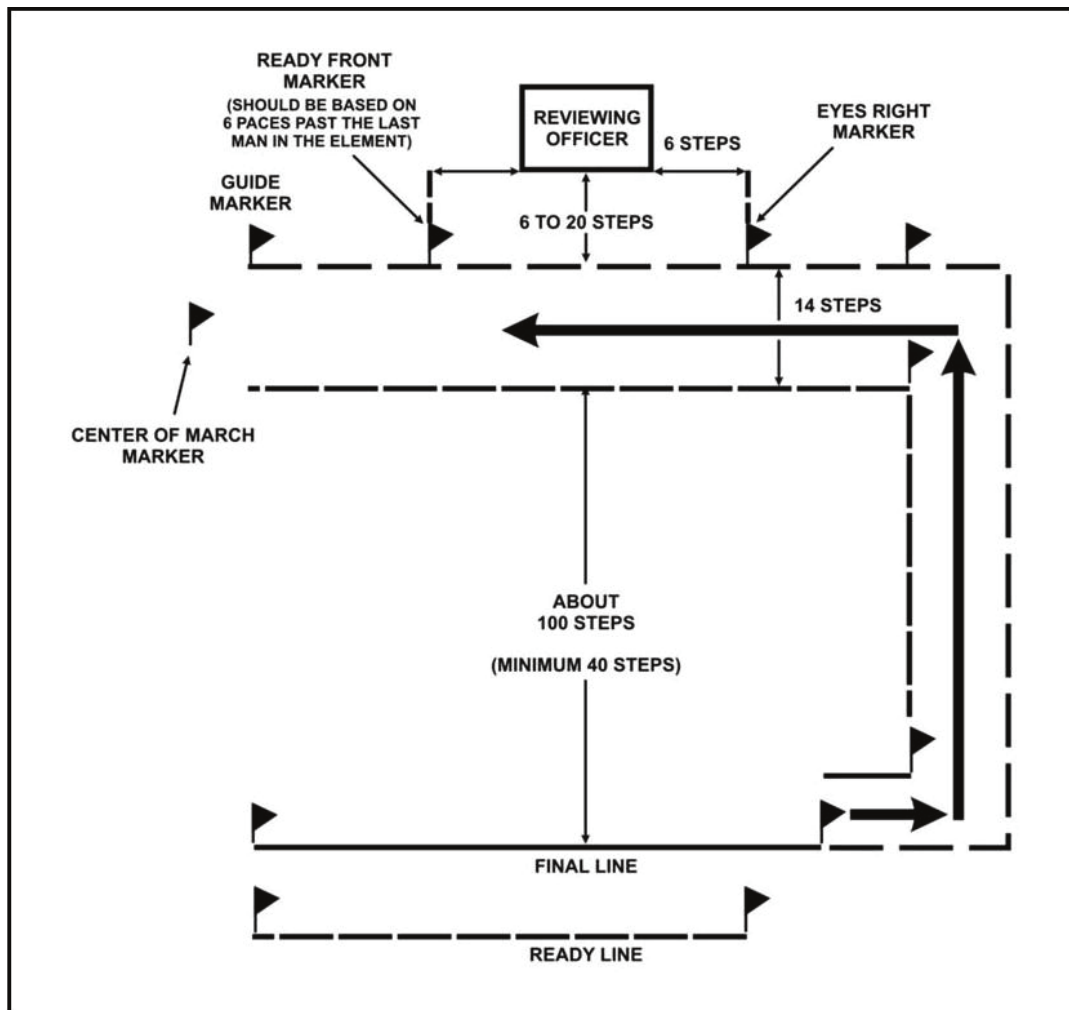 READY FRONT
MARKER
(SHOULD BE BASED ON
6 PACES PAST THE LAST
MAN IN THE ELEMENT)
REVIEWING
OFFICER
EYES RIGHT
MARKER
6 STEPS
GUIDE
MARKER
6 TO 20 STEPS
14 STEPS
CENTER OF MARCH
MARKER
ABOUT
100 STEPS
(MINIMUM 40 STEPS)
FINAL LINE
READY LINE